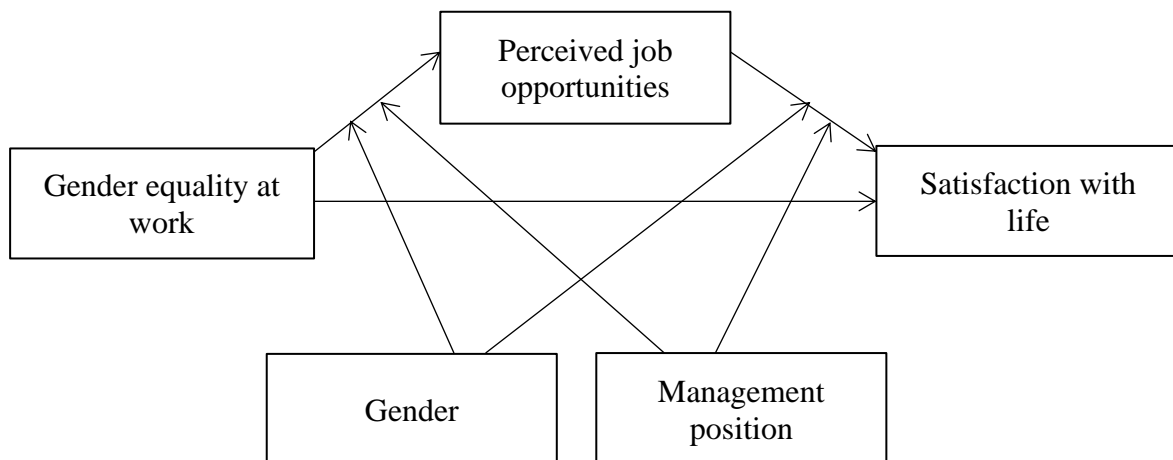 Perceived job
opportunities
Gender equality at
work
Satisfaction with
life
Gender
Management
position